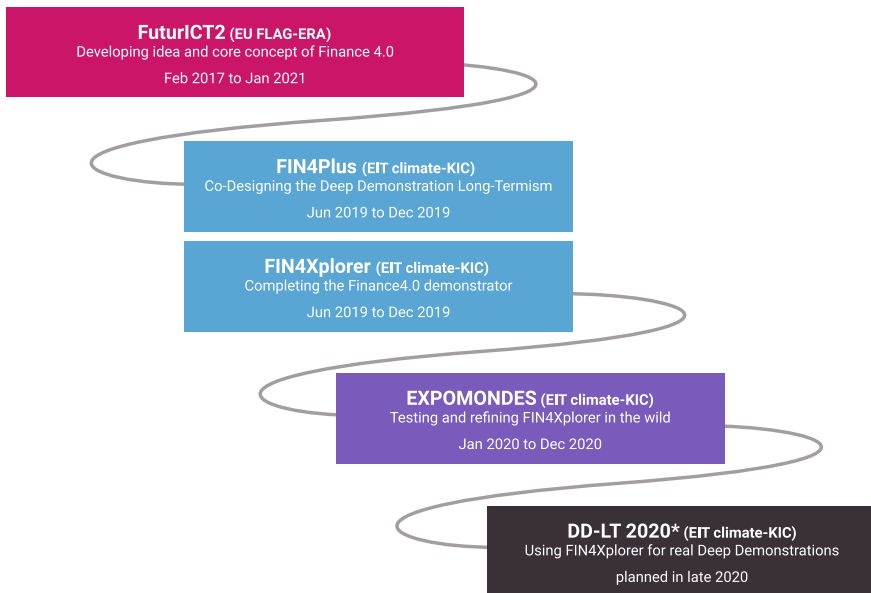 FuturICT2 (EU FLAG-ERA)
Developing idea and core concept of Finance 4.0
Feb 2017 to Jan 2021
FIN4Plus (EIT climate-KIC)
Co-Designing the Deep Demonstration Long-Termism
Jun 2019 to Dec 2019
FIN4Xplorer (EIT climate-KIC)
Completing the Finance4.0 demonstrator
Jun 2019 to Dec 2019
EXPOMONDES (EIT climate-KIC)
Testing and refining FIN4Xplorer in the wild
Jan 2020 to Dec 2020
DD-LT 2020* (EIT climate-KIC)
Using FIN4Xplorer for real Deep Demonstrations
planned in late 2020